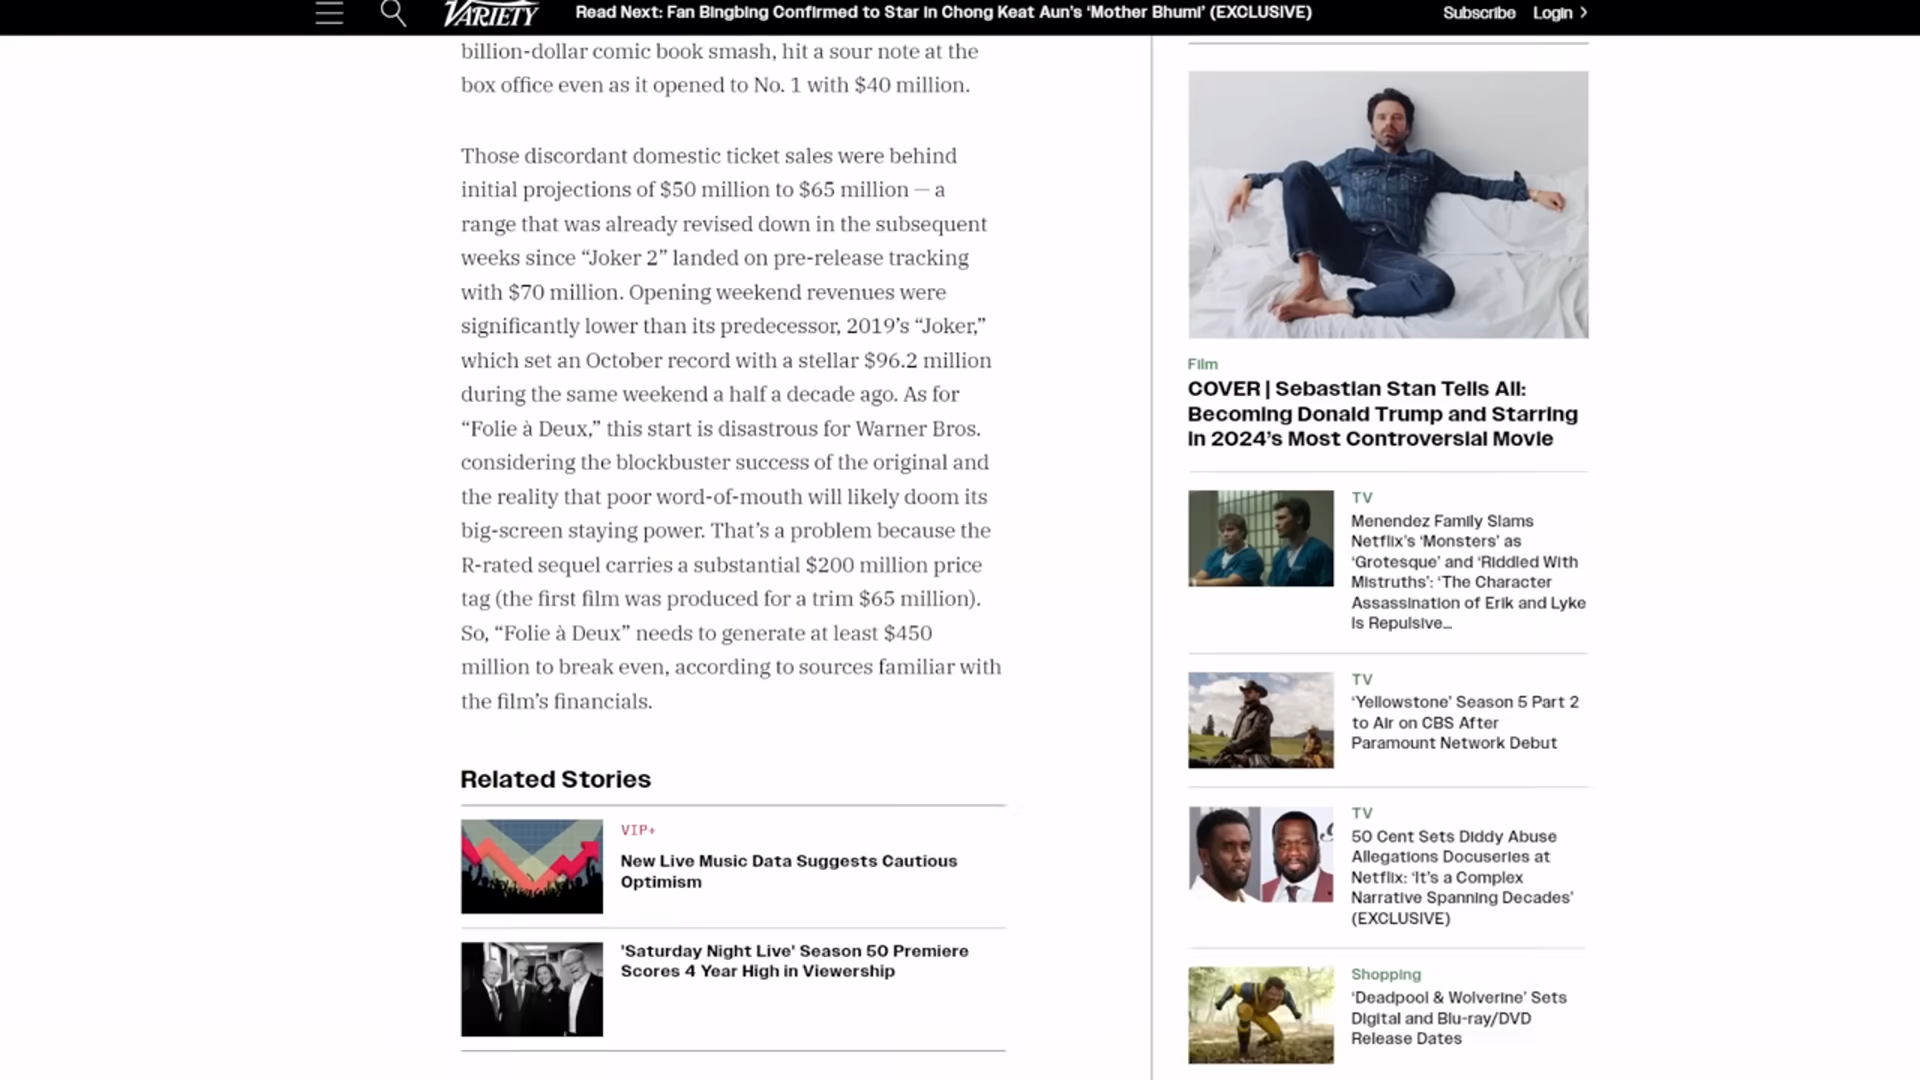 VARIETY
Read Next: Fan Bingbing Confirmed to Star in Chong Keat Aun's 'Mother Bhumi' (EXCLUSIVE)
Subscribe
Login
billion-dollar comic book smash, hit a sour note at the
box office even as it opened to No. 1 with $40 million.
Those discordant domestic ticket sales were behind
initial projections of $50 million to $65 million — a
range that was already revised down in the subsequent
weeks since “Joker 2” landed on pre-release tracking
with $70 million. Opening weekend revenues were
significantly lower than its predecessor, 2019’s “Joker,”
which set an October record with a stellar $96.2 million
during the same weekend a half a decade ago. As for
“Folie à Deux,” this start is disastrous for Warner Bros.
considering the blockbuster success of the original and
the reality that poor word-of-mouth will likely doom its
big-screen staying power. That’s a problem because the
R-rated sequel carries a substantial $200 million price
tag (the first film was produced for a trim $65 million).
So, “Folie à Deux” needs to generate at least $450
million to break even, according to sources familiar with
the film’s financials.
Related Stories
VIP+
New Live Music Data Suggests Cautious
Optimism
'Saturday Night Live' Season 50 Premiere
Scores 4 Year High in Viewership
Film
COVER | Sebastian Stan Tells All:
Becoming Donald Trump and Starring
in 2024’s Most Controversial Movie
TV
Menendez Family Slams
Netflix’s ‘Monsters’ as
‘Grotesque’ and ‘Riddled With
Mistruths’: ‘The Character
Assassination of Erik and Lyke
Is Repulsive…
TV
‘Yellowstone’ Season 5 Part 2
to Air on CBS After
Paramount Network Debut
TV
50 Cent Sets Diddy Abuse
Allegations Docuseries at
Netflix: ‘It’s a Complex
Narrative Spanning Decades’
(EXCLUSIVE)
Shopping
‘Deadpool & Wolverine’ Sets
Digital and Blu-ray/DVD
Release Dates